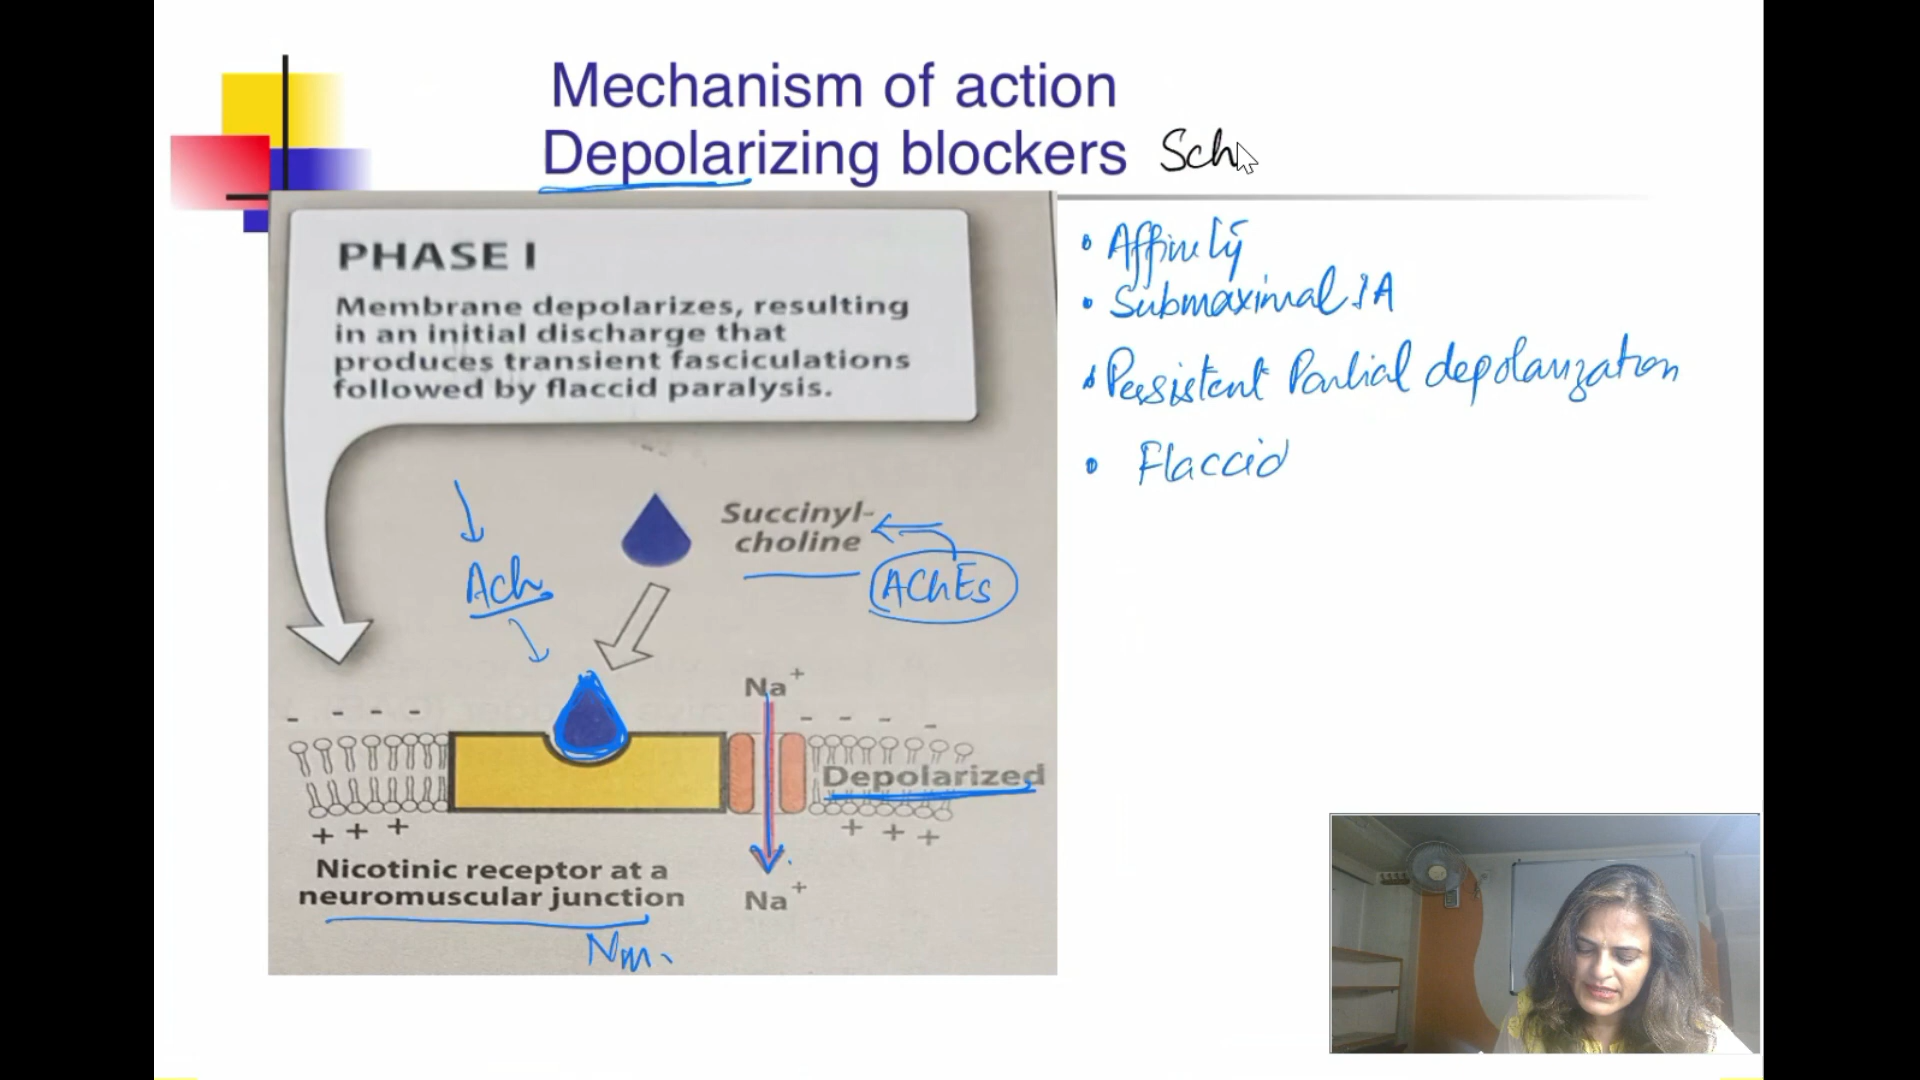 Mechanism of action
Depolarizing blockers Sch
PHASE I
Membrane depolarizes, resulting
in an initial discharge that
produces transient fasciculations
followed by flaccid paralysis.
• Affinity
• Submaximal IA
• Persistent Partial depolarization
• Flaccid
Succinyl-
choline
AChEs
Ach
Na+
Depolarized
Nicotinic receptor at a
neuromuscular junction
Na+
Nm.